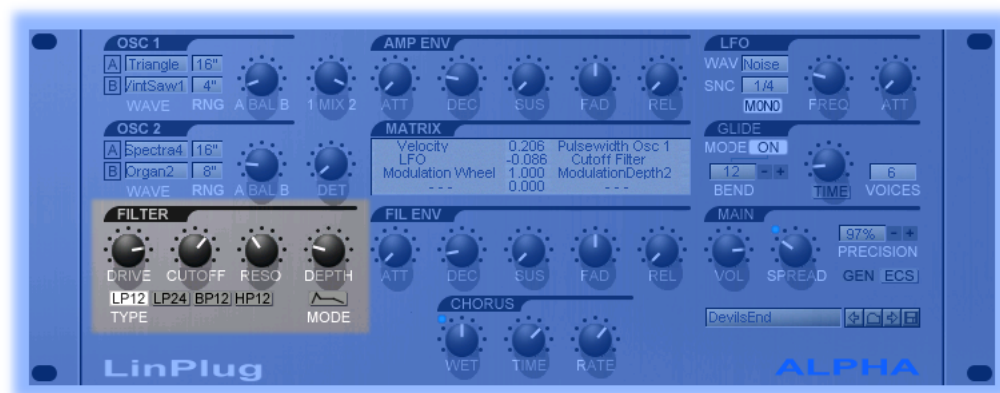 OSC 1
A Triangle 16"
B VintSaw1 4"
WAVE RNG A BAL B 1 MIX 2
AMP ENV
ATT DEC SUS FAD REL
LFO
WAV Noise
SNC 1/4
MONO FREQ ATT
OSC 2
A Spectra4 16"
B Organ2 8"
WAVE RNG A BAL B DET
MATRIX
Velocity 0.206 Pulsewidth Osc 1
LFO -0.086 Cutoff Filter
Modulation Wheel 1.000 ModulationDepth2
--- 0.000 ---
GLIDE
MODE ON
12 - + 6
BEND TIME VOICES
FILTER
DRIVE CUTOFF RESO DEPTH
LP12 LP24 BP12 HP12
TYPE MODE
FIL ENV
ATT DEC SUS FAD REL
MAIN
97% - +
PRECISION
VOL SPREAD GEN ECS
CHORUS
WET TIME RATE
DevilsEnd
LinPlug
ALPHA